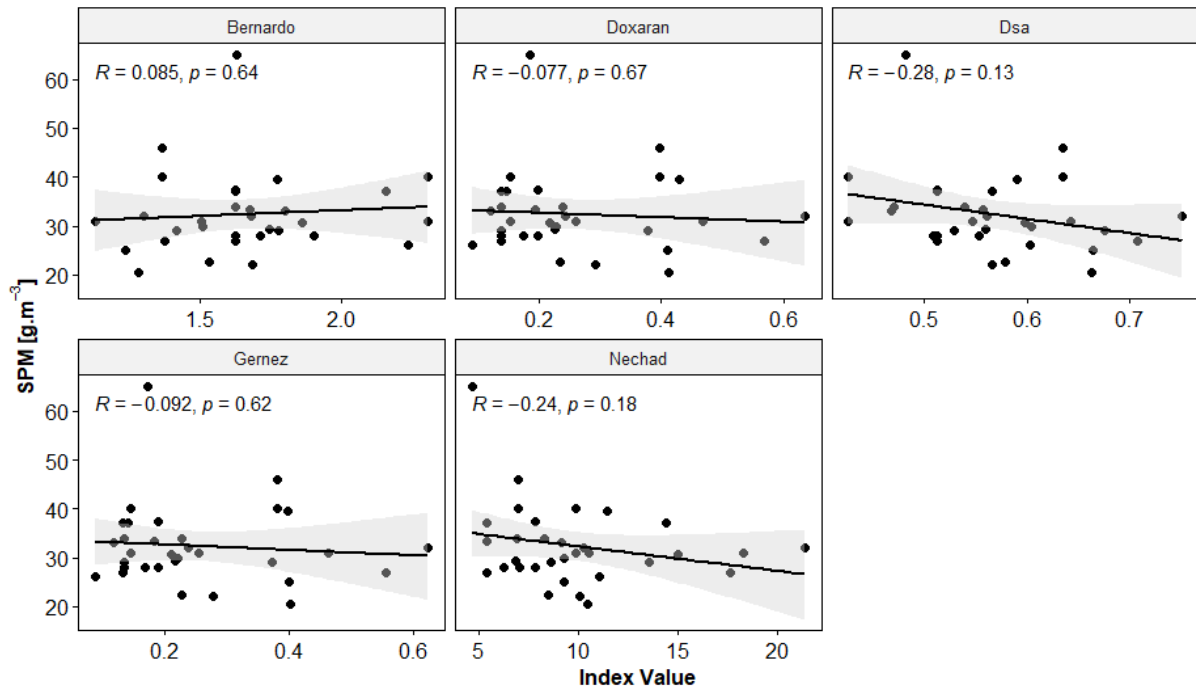 Bernardo
Doxaran
Dsa
R = 0.085, p = 0.64
R = −0.077, p = 0.67
R = −0.28, p = 0.13
60
50
40
30
20
1.5 2.0
0.2 0.4 0.6
0.5 0.6 0.7
SPM [g.m⁻³]
Gernez
Nechad
R = −0.092, p = 0.62
R = −0.24, p = 0.18
60
50
40
30
20
0.2 0.4 0.6
5 10 15 20
Index Value